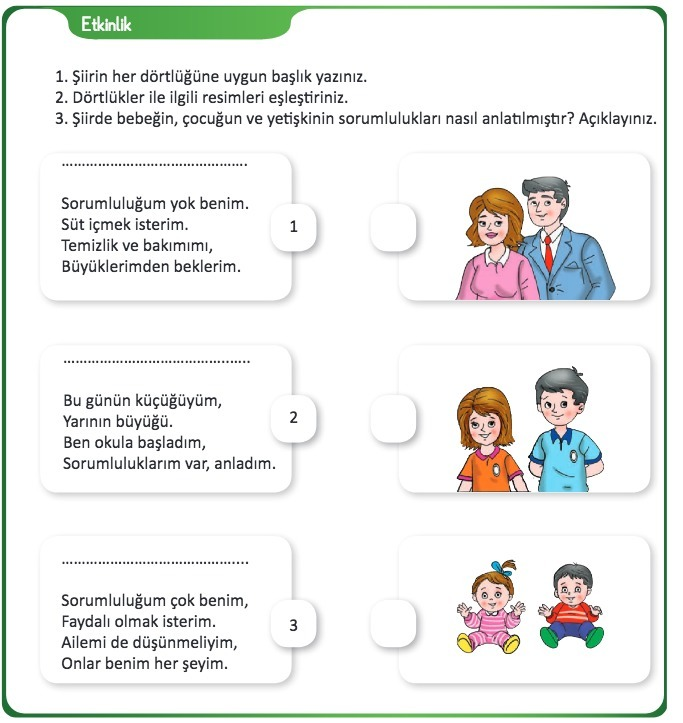 Etkinlik
1. Şiirin her dörtlüğüne uygun başlık yazınız.
2. Dörtlükler ile ilgili resimleri eşleştiriniz.
3. Şiirde bebeğin, çocuğun ve yetişkinin sorumlulukları nasıl anlatılmıştır? Açıklayınız.
..............................................
Sorumluluğum yok benim.
Süt içmek isterim.
Temizlik ve bakımımı,
Büyüklerimden beklerim.
1
..............................................
Bu günün küçüğüyüm,
Yarının büyüğü.
Ben okula başladım,
Sorumluluklarım var, anladım.
2
..............................................
Sorumluluğum çok benim,
Faydalı olmak isterim.
Ailemi de düşünmeliyim,
Onlar benim her şeyim.
3